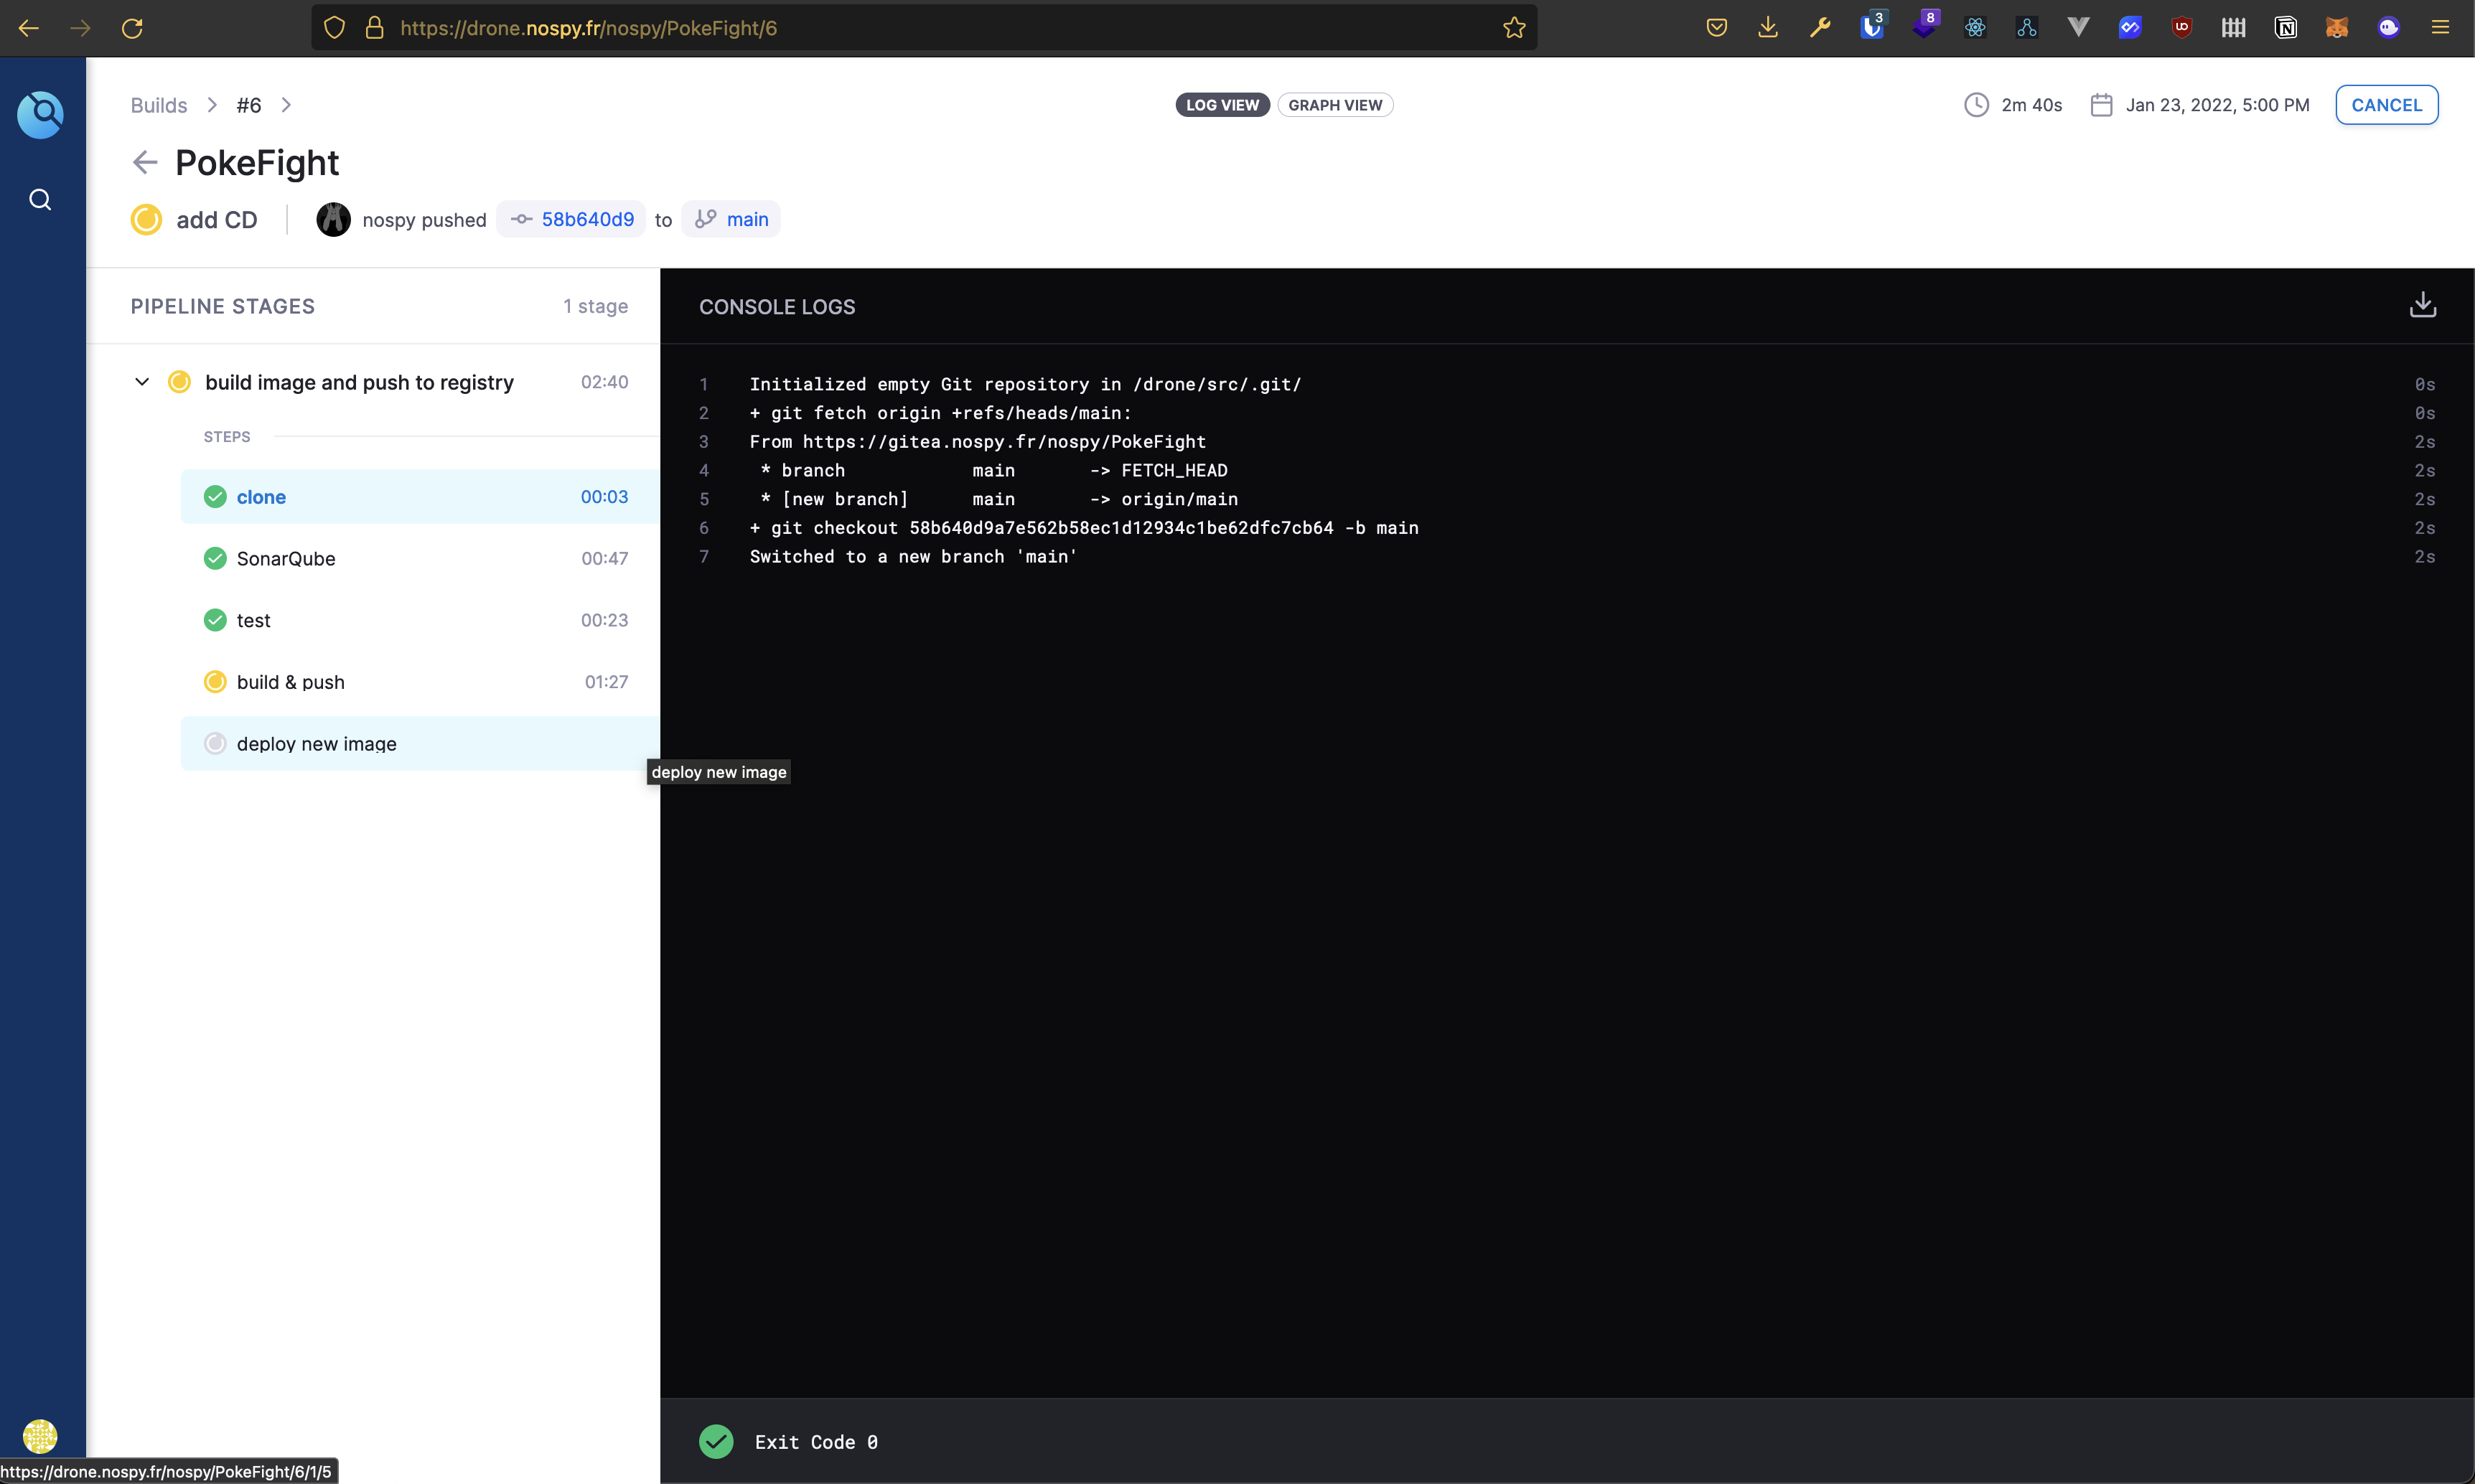 https://drone.nospy.fr/nospy/PokeFight/6
3
8
Builds > #6 >
LOG VIEW
GRAPH VIEW
2m 40s
Jan 23, 2022, 5:00 PM
CANCEL
PokeFight
add CD
nospy pushed 58b640d9 to main
PIPELINE STAGES
1 stage
build image and push to registry 02:40
STEPS
clone 00:03
SonarQube 00:47
test 00:23
build & push 01:27
deploy new image
deploy new image
CONSOLE LOGS
1 Initialized empty Git repository in /drone/src/.git/ 0s
2 + git fetch origin +refs/heads/main: 0s
3 From https://gitea.nospy.fr/nospy/PokeFight 2s
4 * branch main -> FETCH_HEAD 2s
5 * [new branch] main -> origin/main 2s
6 + git checkout 58b640d9a7e562b58ec1d12934c1be62dfc7cb64 -b main 2s
7 Switched to a new branch 'main' 2s
Exit Code 0
https://drone.nospy.fr/nospy/PokeFight/6/1/5